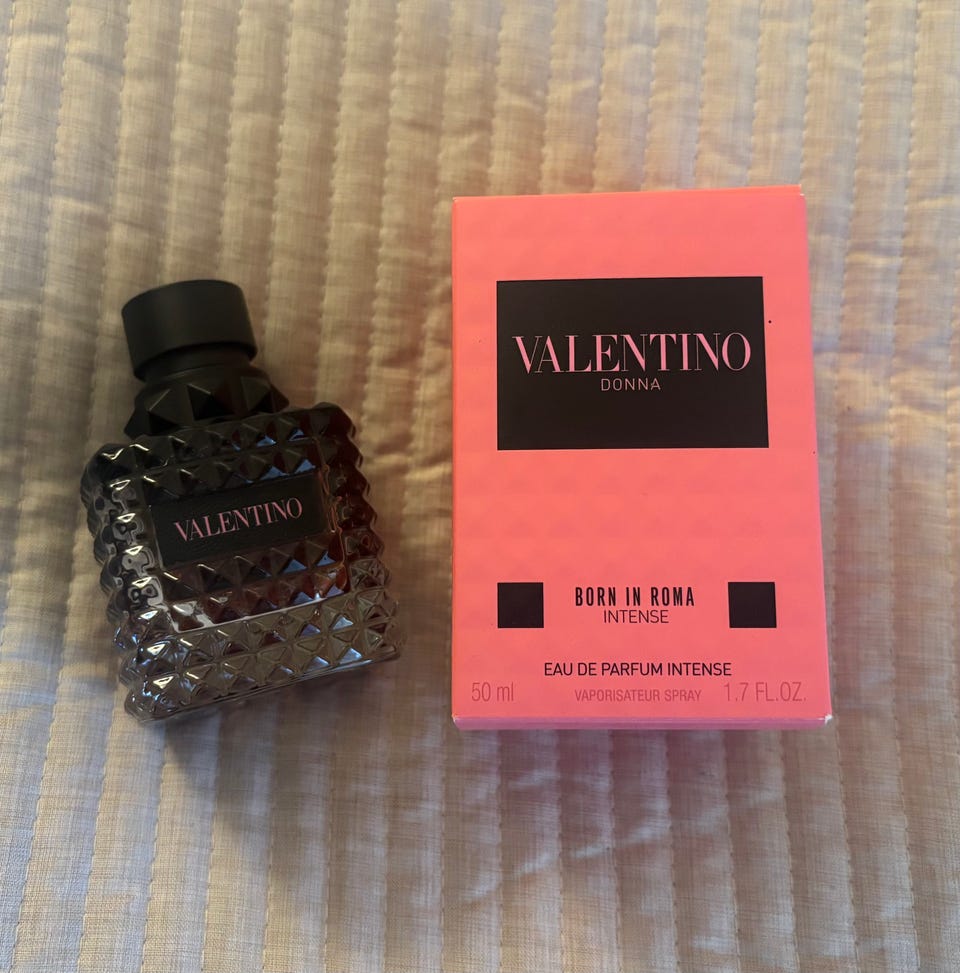 VALENTINO
VALENTINO
DONNA
BORN IN ROMA
INTENSE
EAU DE PARFUM INTENSE
50 ml VAPORISATEUR SPRAY 1.7 FL.OZ.